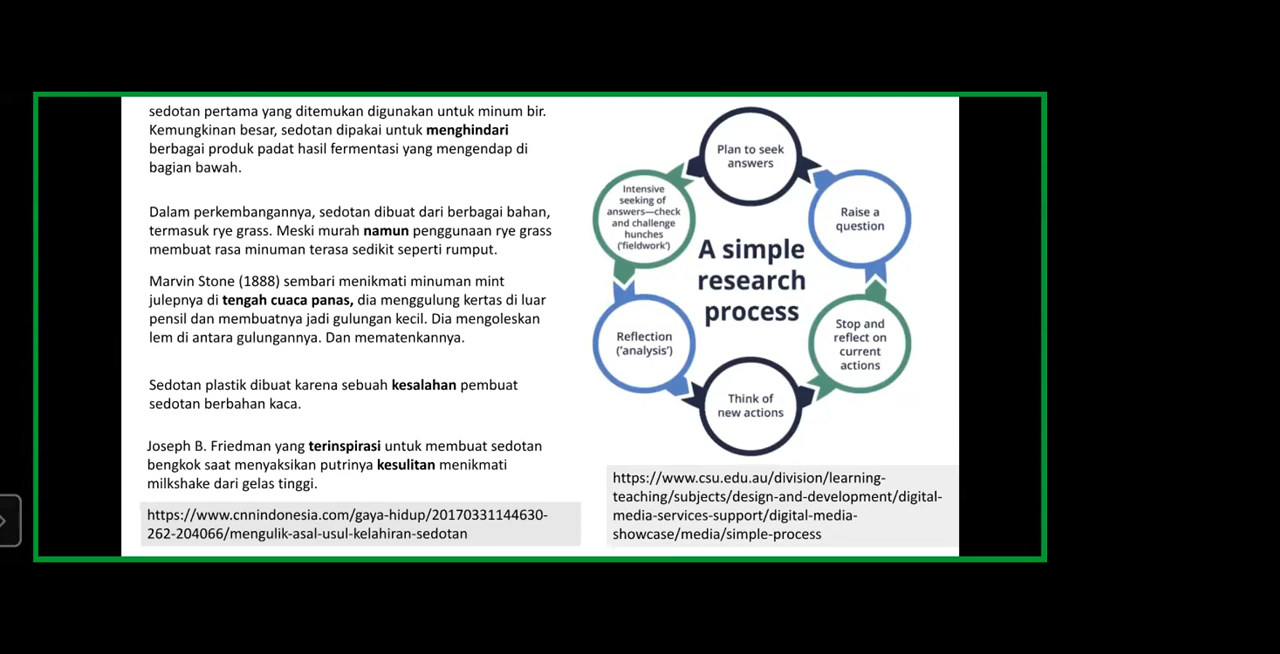 sedotan pertama yang ditemukan digunakan untuk minum bir.
Kemungkinan besar, sedotan dipakai untuk menghindari
berbagai produk padat hasil fermentasi yang mengendap di
bagian bawah.
Dalam perkembangannya, sedotan dibuat dari berbagai bahan,
termasuk rye grass. Meski murah namun penggunaan rye grass
membuat rasa minuman terasa sedikit seperti rumput.
Marvin Stone (1888) sembari menikmati minuman mint
julepnya di tengah cuaca panas, dia menggulung kertas di luar
pensil dan membuatnya jadi gulungan kecil. Dia mengoleskan
lem di antara gulungannya. Dan mematenkannya.
Sedotan plastik dibuat karena sebuah kesalahan pembuat
sedotan berbahan kaca.
Joseph B. Friedman yang terinspirasi untuk membuat sedotan
bengkok saat menyaksikan putrinya kesulitan menikmati
milkshake dari gelas tinggi.
https://www.cnnindonesia.com/gaya-hidup/20170331144630-
262-204066/mengulik-asal-usul-kelahiran-sedotan
Plan to seek
answers
Raise a
question
Stop and
reflect on
current
actions
Think of
new actions
Reflection
('analysis')
Intensive
seeking of
answers—check
and challenge
hunches
('fieldwork')
A simple
research
process
https://www.csu.edu.au/division/learning-
teaching/subjects/design-and-development/digital-
media-services-support/digital-media-
showcase/media/simple-process